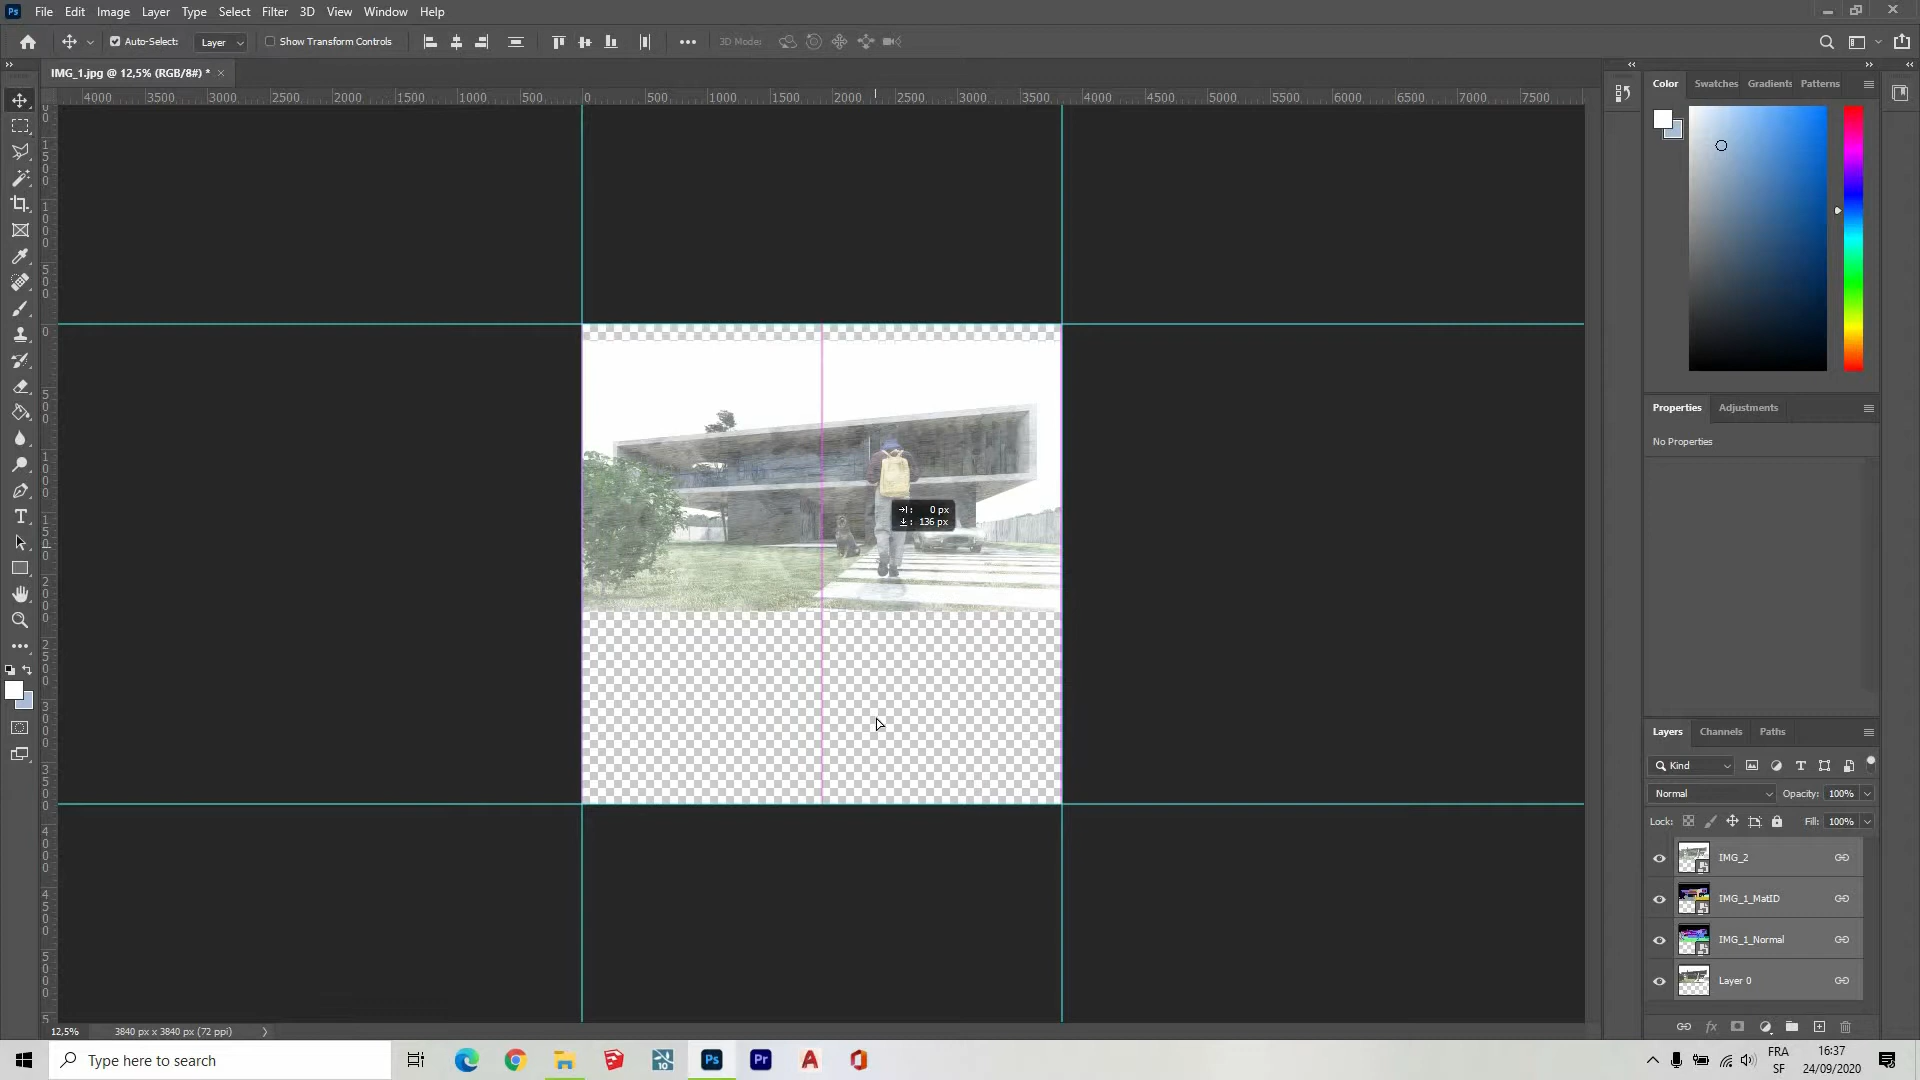 Ps File Edit Image Layer Type Select Filter 3D View Window Help
Auto-Select: Layer Show Transform Controls 3D Mode:
IMG_1.jpg @ 12,5% (RGB/8#) * ×
4000 3500 3000 2500 2000 1500 1000 500 0 500 1000 1500 2000 2500 3000 3500 4000 4500 5000 5500 6000 6500 7000 7500
Color Swatches Gradients Patterns
Properties Adjustments
No Properties
0 px
136 px
Layers Channels Paths
Kind
Normal Opacity: 100%
Lock: Fill: 100%
IMG_2
IMG_1_MatID
IMG_1_Normal
Layer 0
12,5% 3840 px x 3840 px (72 ppi)
Type here to search
10 Ps Pr
FRA
SF
16:37
24/09/2020